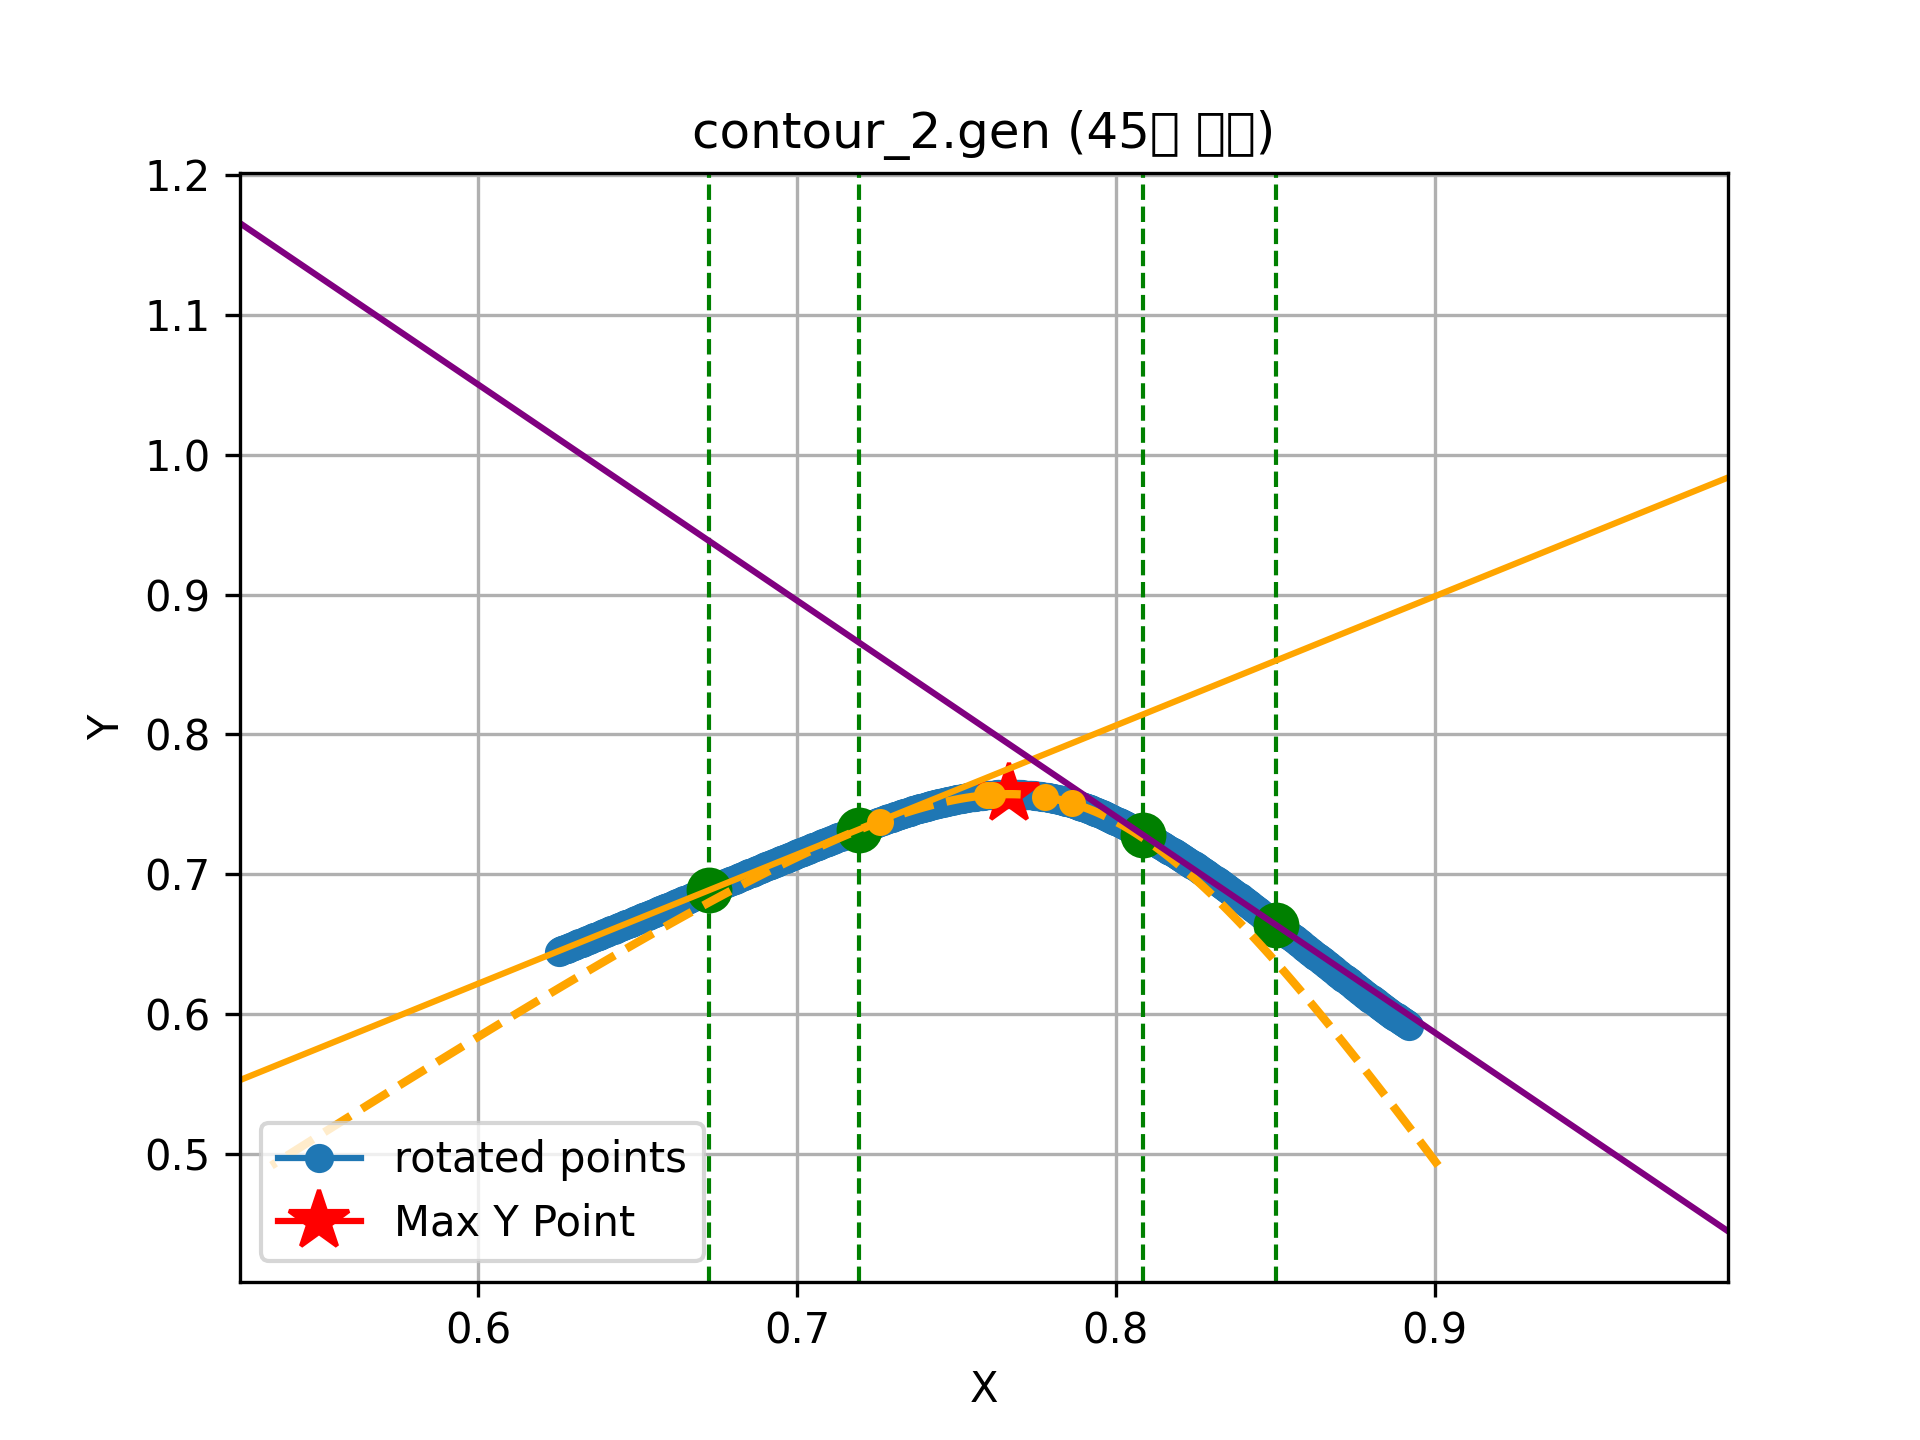 contour_2.gen (45▯ ▯▯)
1.2
1.1
1.0
0.9
0.8
0.7
0.6
0.5
Y
rotated points
Max Y Point
0.6 0.7 0.8 0.9
X